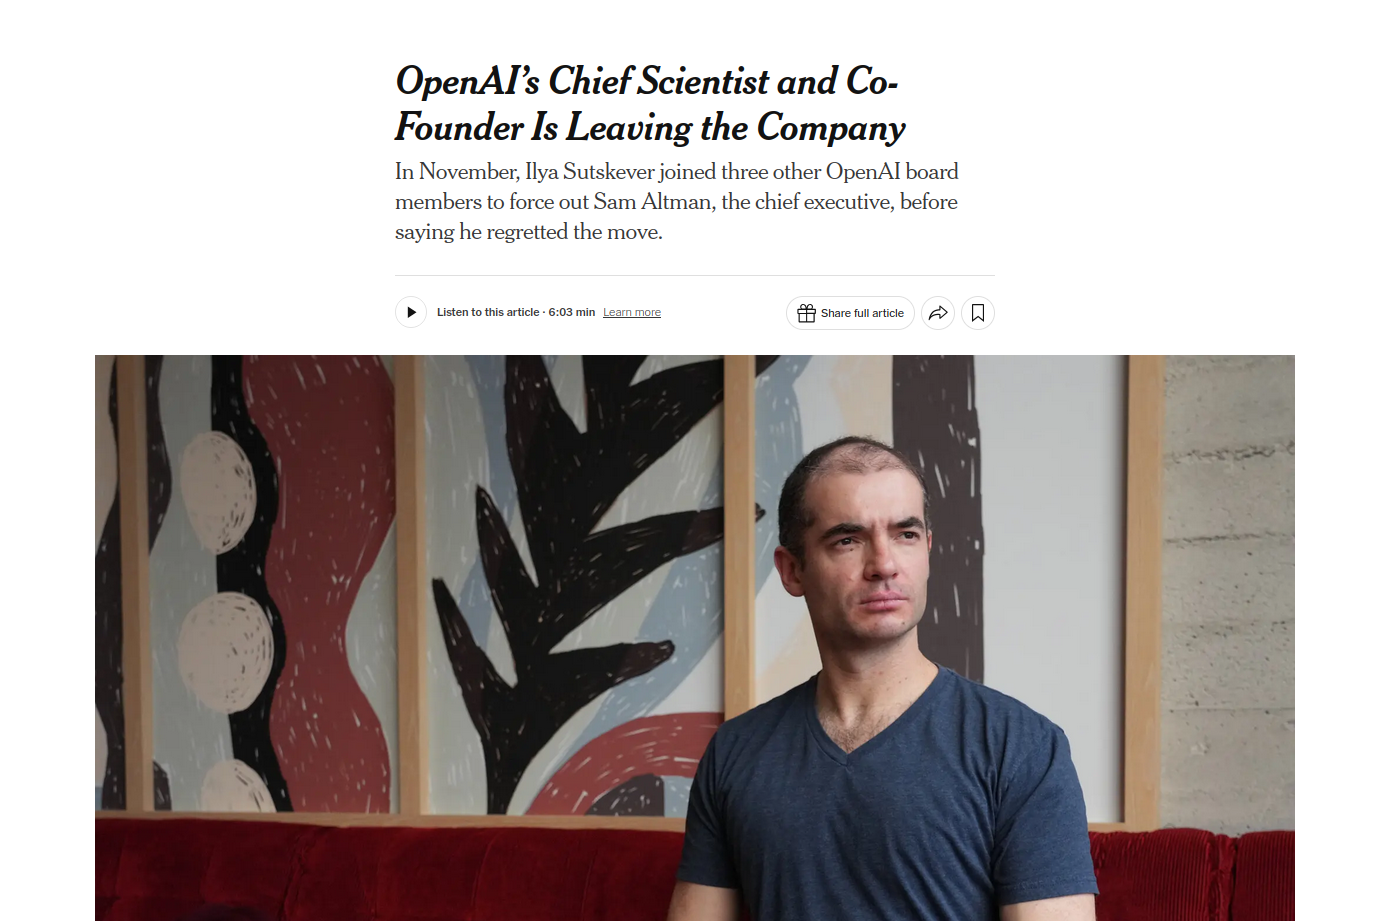 OpenAI’s Chief Scientist and Co-
Founder Is Leaving the Company
In November, Ilya Sutskever joined three other OpenAI board
members to force out Sam Altman, the chief executive, before
saying he regretted the move.
Listen to this article · 6:03 min Learn more
Share full article